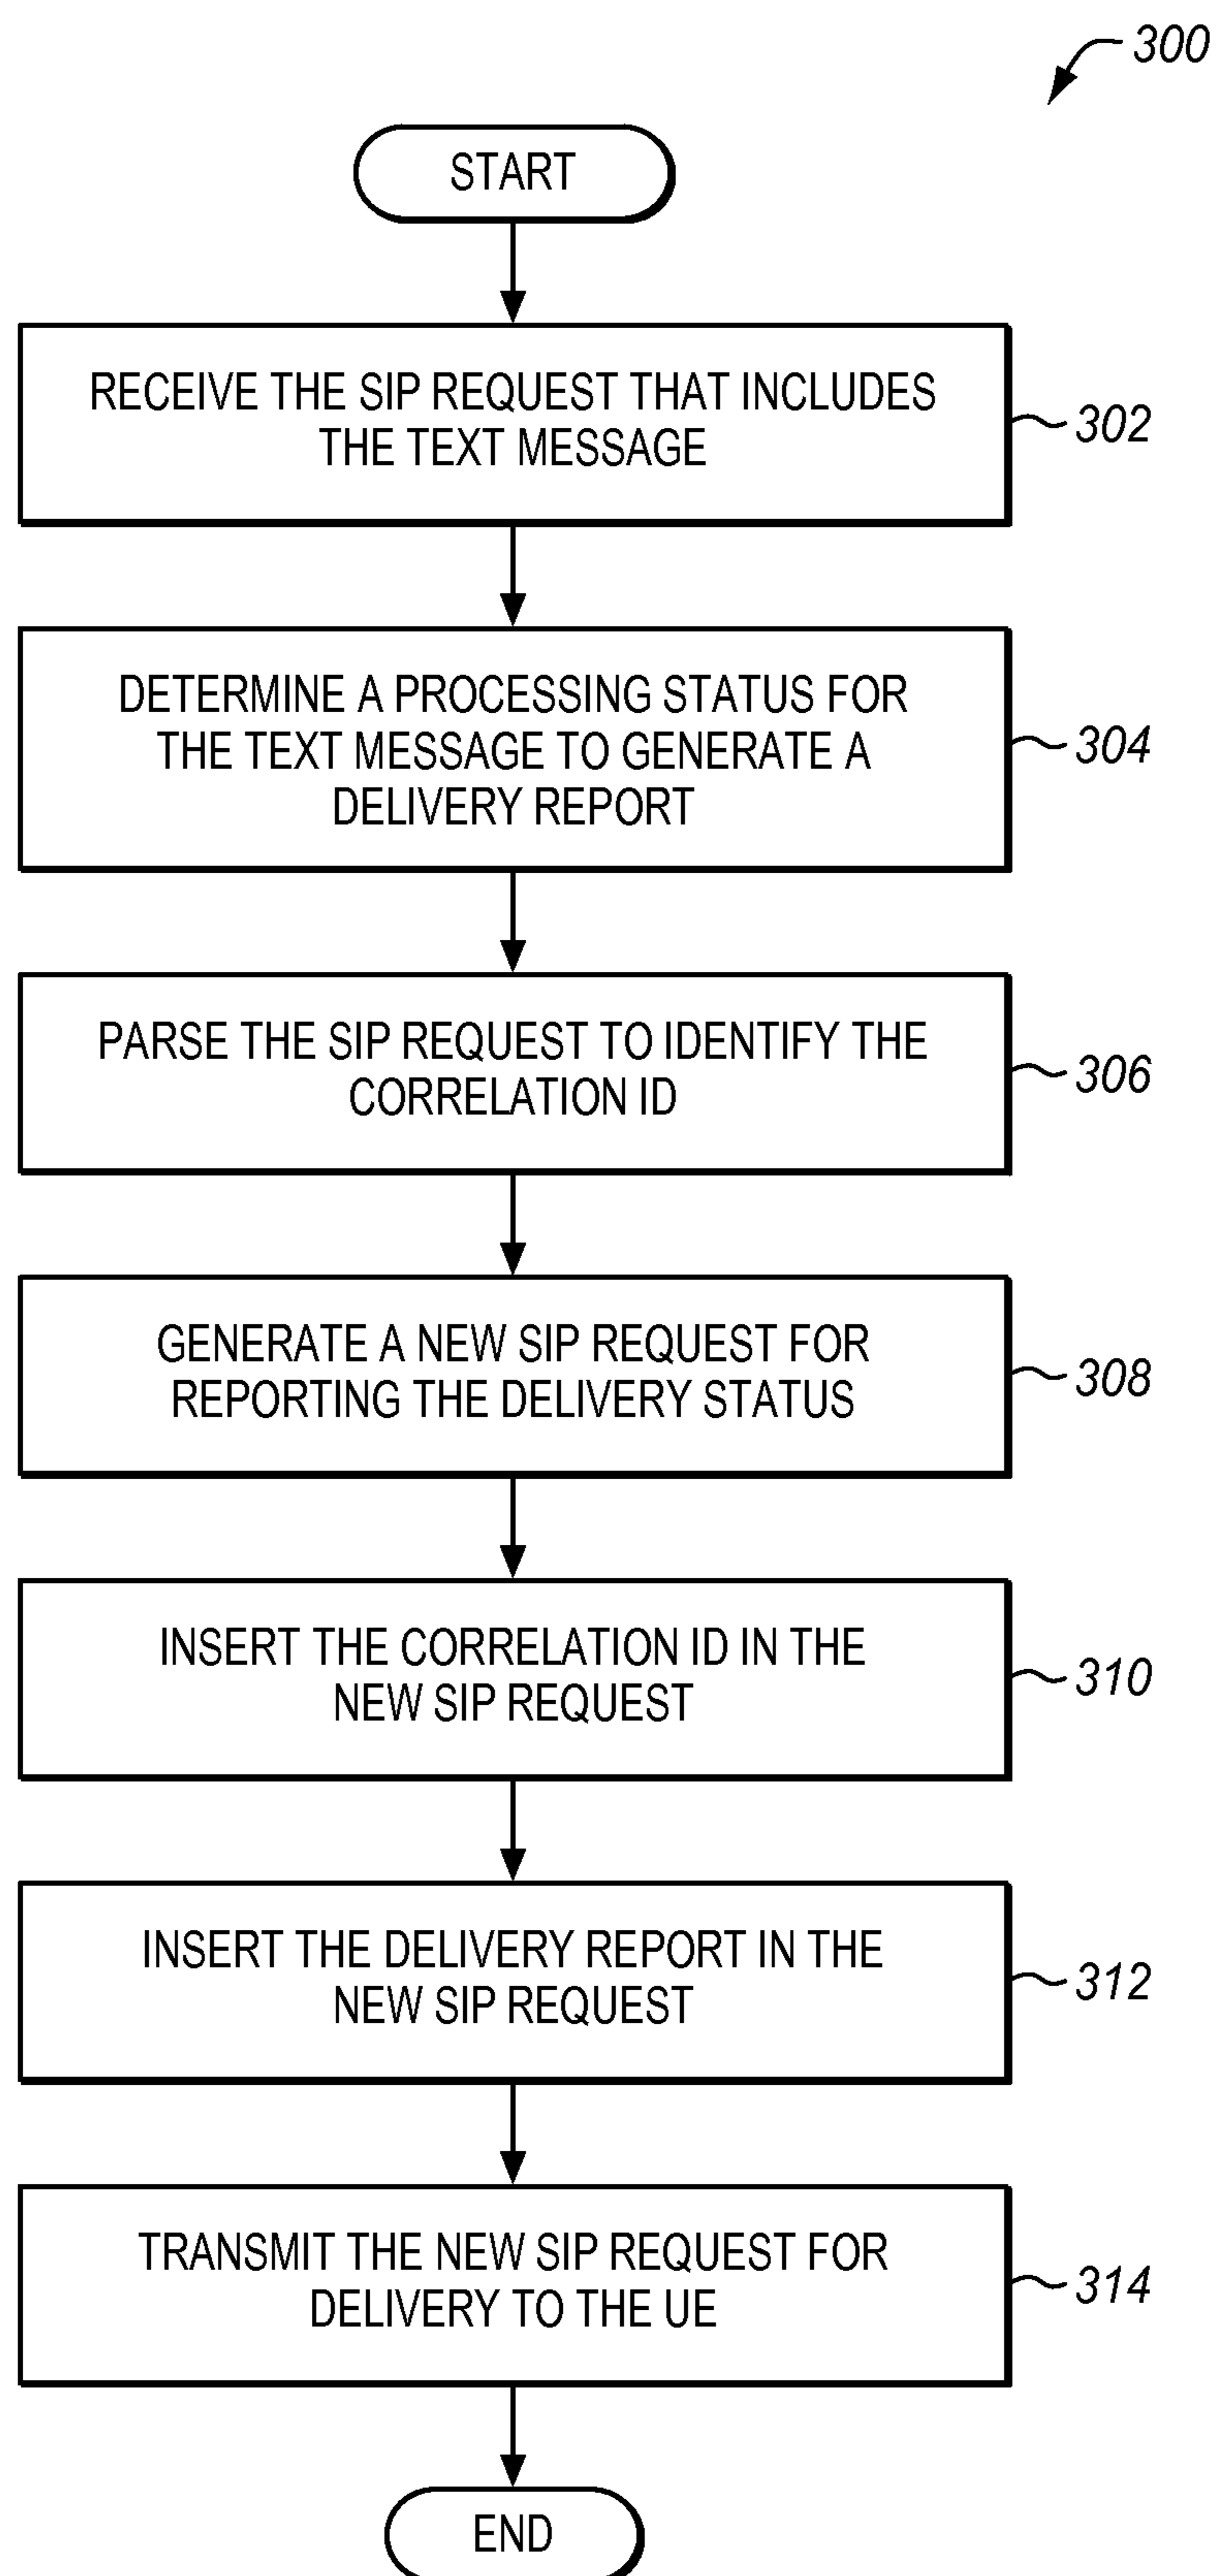 300
START
RECEIVE THE SIP REQUEST THAT INCLUDES
THE TEXT MESSAGE
302
DETERMINE A PROCESSING STATUS FOR
THE TEXT MESSAGE TO GENERATE A
DELIVERY REPORT
304
PARSE THE SIP REQUEST TO IDENTIFY THE
CORRELATION ID
306
GENERATE A NEW SIP REQUEST FOR
REPORTING THE DELIVERY STATUS
308
INSERT THE CORRELATION ID IN THE
NEW SIP REQUEST
310
INSERT THE DELIVERY REPORT IN THE
NEW SIP REQUEST
312
TRANSMIT THE NEW SIP REQUEST FOR
DELIVERY TO THE UE
314
END